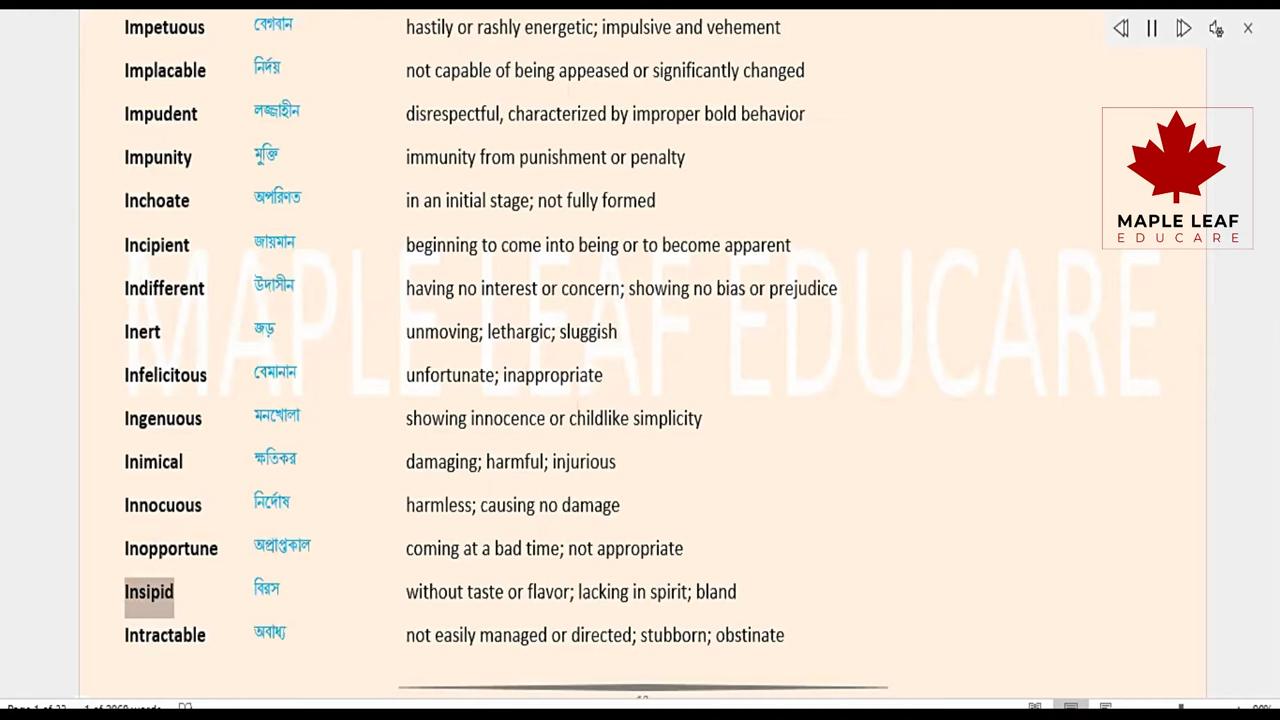 Impetuous বেগবান hastily or rashly energetic; impulsive and vehement
Implacable নির্দয় not capable of being appeased or significantly changed
Impudent লজ্জাহীন disrespectful, characterized by improper bold behavior
Impunity মুক্তি immunity from punishment or penalty
Inchoate অপরিণত in an initial stage; not fully formed
Incipient জায়মান beginning to come into being or to become apparent
Indifferent উদাসীন having no interest or concern; showing no bias or prejudice
Inert জড় unmoving; lethargic; sluggish
Infelicitous বেমানান unfortunate; inappropriate
Ingenuous মনখোলা showing innocence or childlike simplicity
Inimical ক্ষতিকর damaging; harmful; injurious
Innocuous নির্দোষ harmless; causing no damage
Inopportune অপ্রাপ্তকাল coming at a bad time; not appropriate
Insipid বিরস without taste or flavor; lacking in spirit; bland
Intractable অবাধ্য not easily managed or directed; stubborn; obstinate
MAPLE LEAF
EDUCARE
MAPLE LEAF EDUCARE